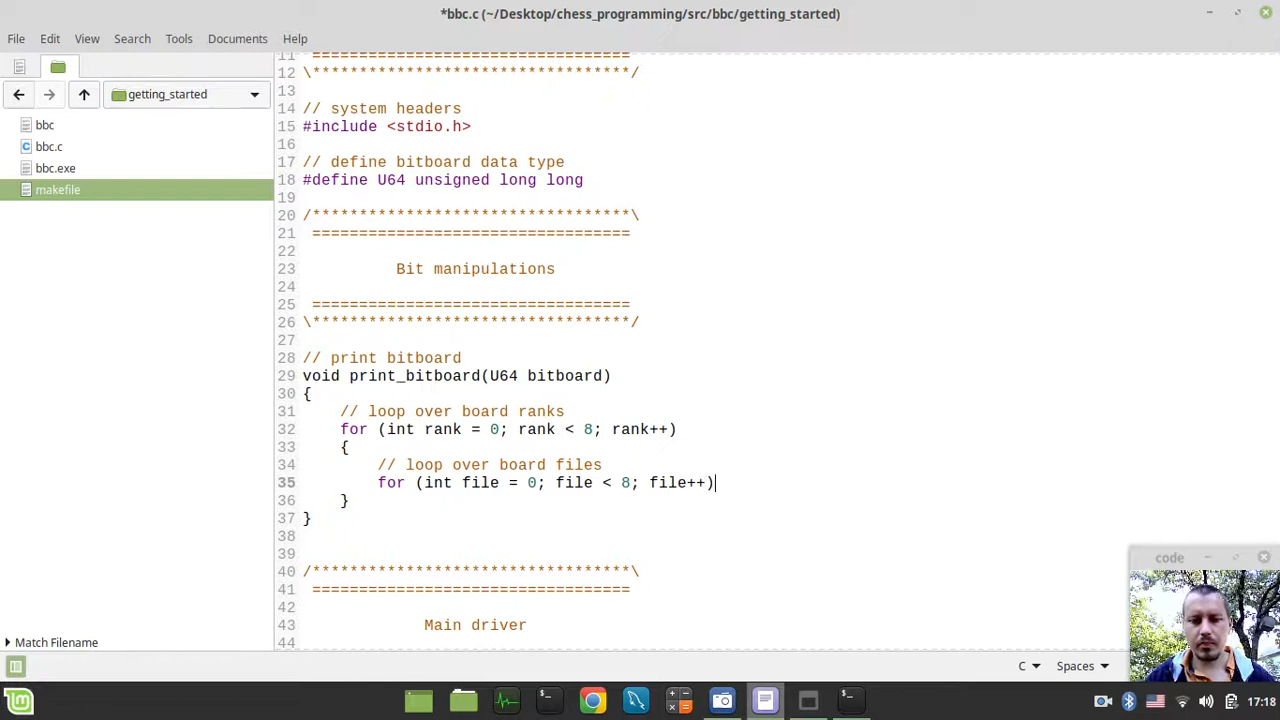 *bbc.c (~/Desktop/chess_programming/src/bbc/getting_started)
File Edit View Search Tools Documents Help
getting_started
bbc
bbc.c
bbc.exe
makefile
Match Filename
11 ==================================
12 \**********************************/
13
14 // system headers
15 #include <stdio.h>
16
17 // define bitboard data type
18 #define U64 unsigned long long
19
20 /**********************************\
21 ==================================
22
23 Bit manipulations
24
25 ==================================
26 \**********************************/
27
28 // print bitboard
29 void print_bitboard(U64 bitboard)
30 {
31 // loop over board ranks
32 for (int rank = 0; rank < 8; rank++)
33 {
34 // loop over board files
35 for (int file = 0; file < 8; file++)
36 }
37 }
38
39
40 /**********************************\
41 ==================================
42
43 Main driver
44
code
C Spaces
17:18